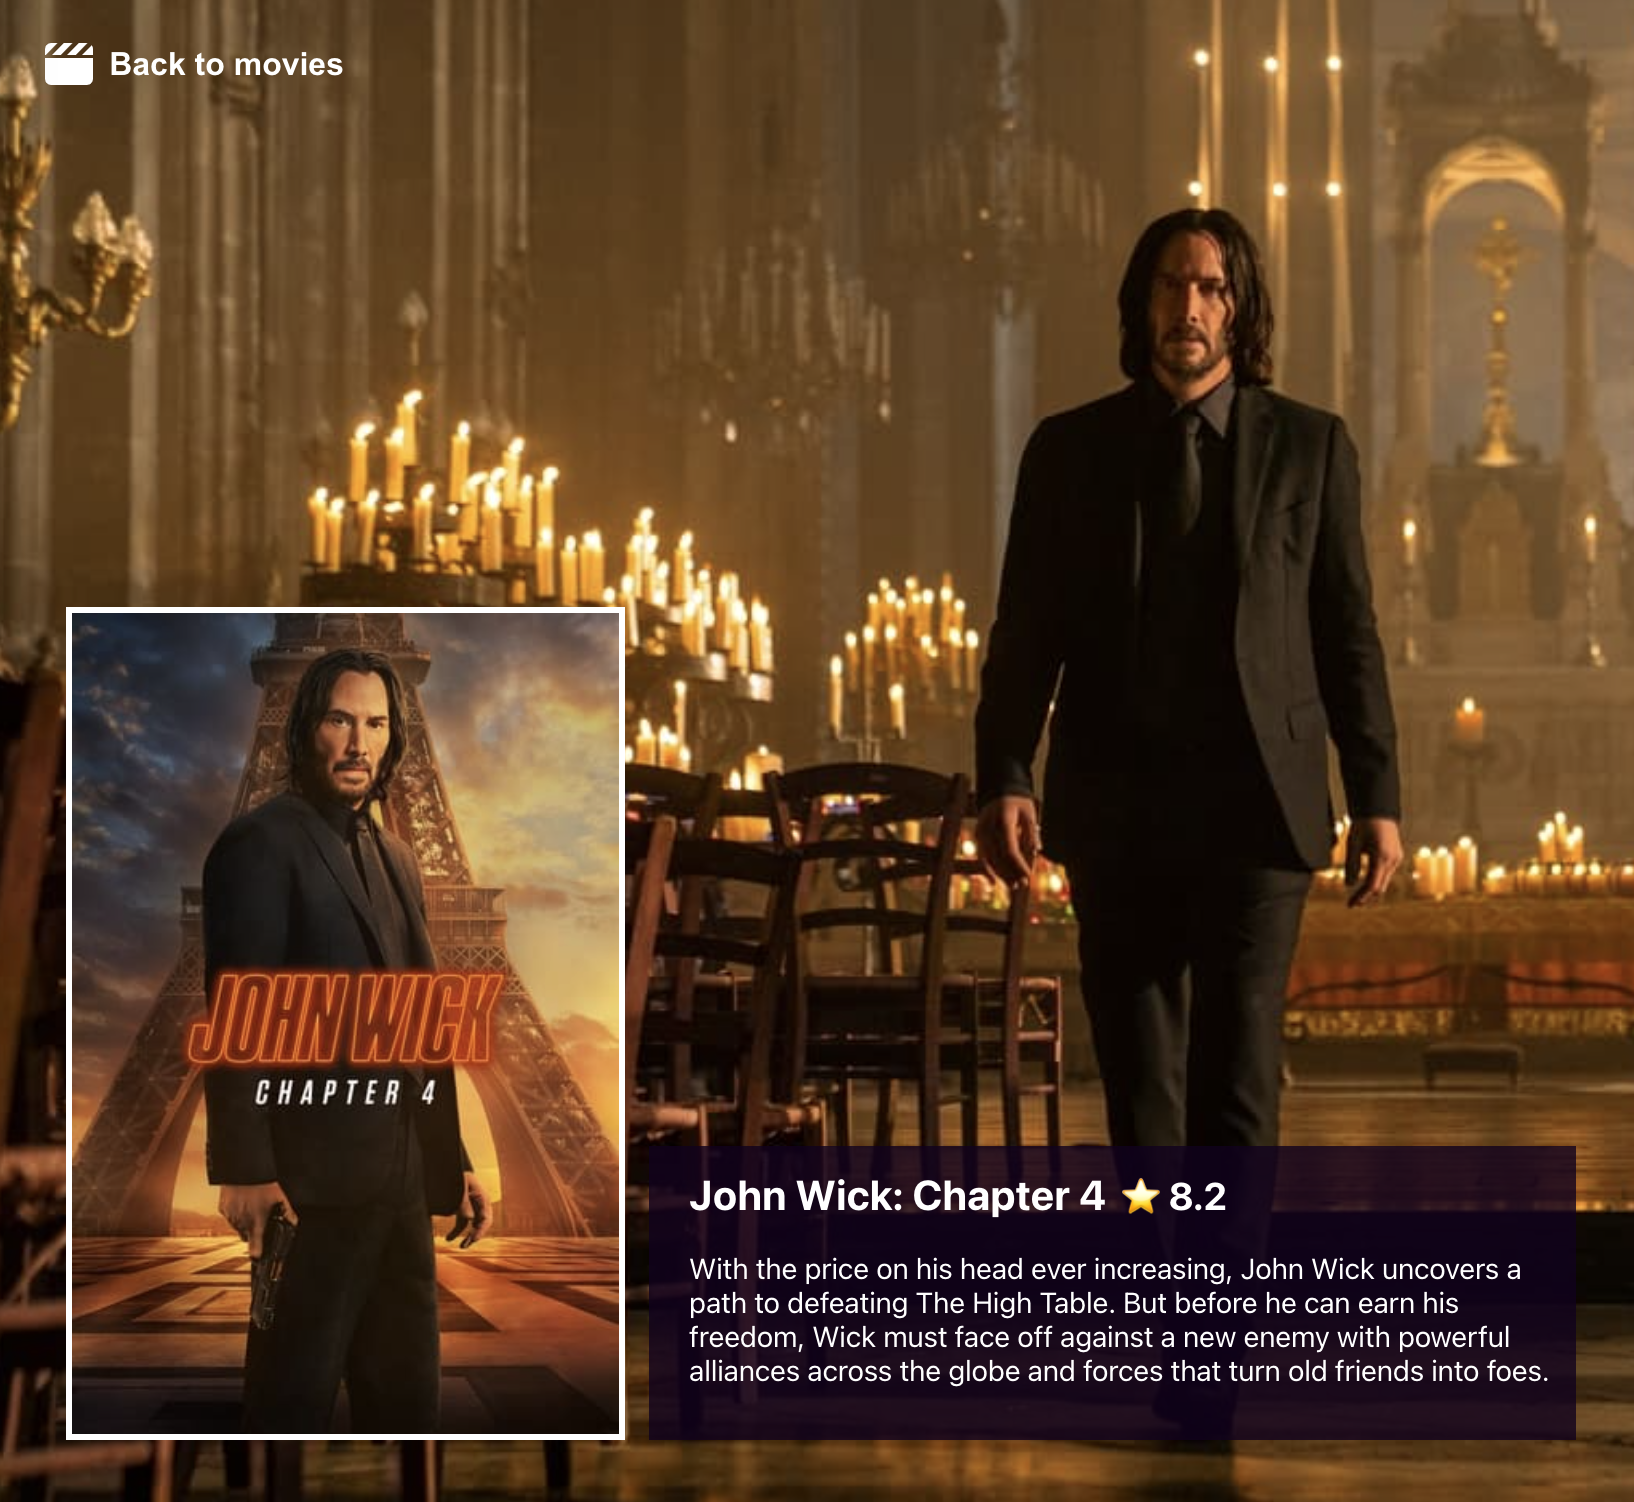 Back to movies
JOHN WICK
CHAPTER 4
John Wick: Chapter 4 ⭐ 8.2
With the price on his head ever increasing, John Wick uncovers a
path to defeating The High Table. But before he can earn his
freedom, Wick must face off against a new enemy with powerful
alliances across the globe and forces that turn old friends into foes.